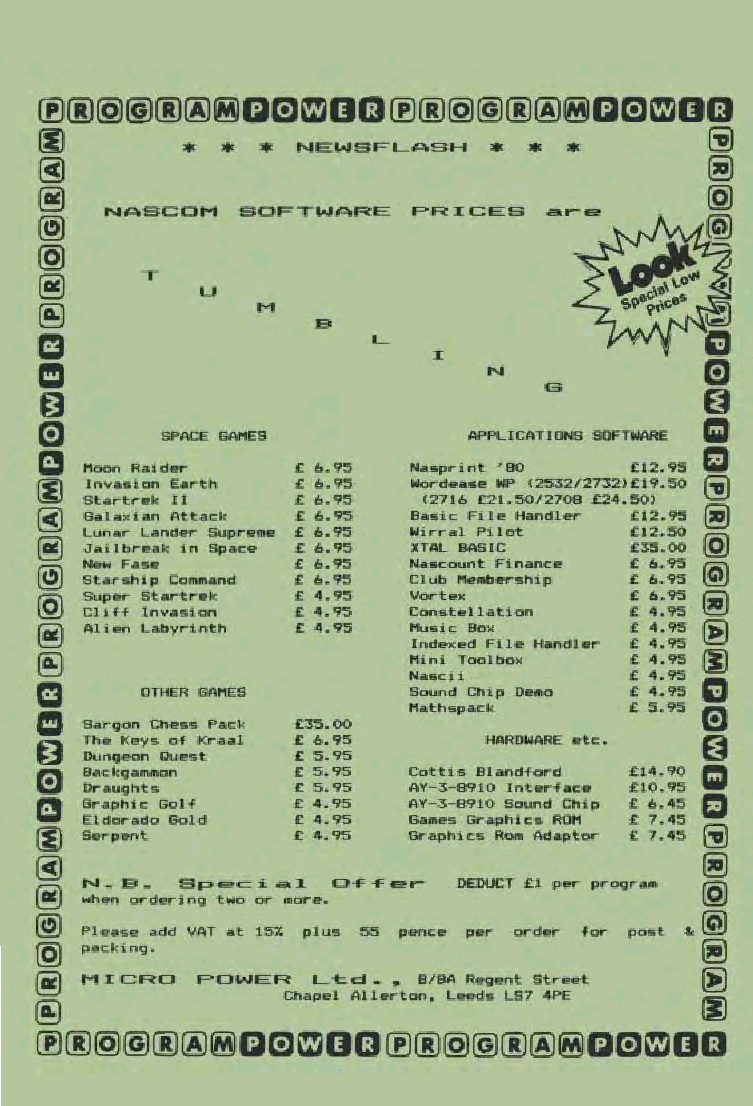 PROGRAMPOWERPROGRAMPOWER
* * * NEWSFLASH * * *
NASCOM SOFTWARE PRICES are
TUMBLING
Look
Special Low
Prices
SPACE GAMES
Moon Raider £ 6.95
Invasion Earth £ 6.95
Startrek II £ 6.95
Galaxian Attack £ 6.95
Lunar Lander Supreme £ 6.95
Jailbreak in Space £ 6.95
New Fase £ 6.95
Starship Command £ 6.95
Super Startrek £ 4.95
Cliff Invasion £ 4.95
Alien Labyrinth £ 4.95
OTHER GAMES
Sargon Chess Pack £35.00
The Keys of Kraal £ 6.95
Dungeon Quest £ 5.95
Backgammon £ 5.95
Draughts £ 5.95
Graphic Golf £ 4.95
Eldorado Gold £ 4.95
Serpent £ 4.95
APPLICATIONS SOFTWARE
Nasprint '80 £12.95
Wordease WP (2532/2732)£19.50
(2716 £21.50/2708 £24.50)
Basic File Handler £12.95
Wirral Pilot £12.50
XTAL BASIC £35.00
Nascount Finance £ 6.95
Club Membership £ 6.95
Vortex £ 6.95
Constellation £ 4.95
Music Box £ 4.95
Indexed File Handler £ 4.95
Mini Toolbox £ 4.95
Nascii £ 4.95
Sound Chip Demo £ 4.95
Mathspack £ 5.95
HARDWARE etc.
Cottis Blandford £14.90
AY-3-8910 Interface £10.95
AY-3-8910 Sound Chip £ 6.45
Games Graphics ROM £ 7.45
Graphics Rom Adaptor £ 7.45
N.B. Special Offer DEDUCT £1 per program
when ordering two or more.
Please add VAT at 15% plus 55 pence per order for post &
packing.
MICRO POWER Ltd., 8/8A Regent Street
Chapel Allerton, Leeds LS7 4PE
PROGRAMPOWERPROGRAMPOWER
PROGRAMPOWERPROGRAMPOWERPROGRAM
PROGRAMPOWERPROGRAMPOWERPROGRAM